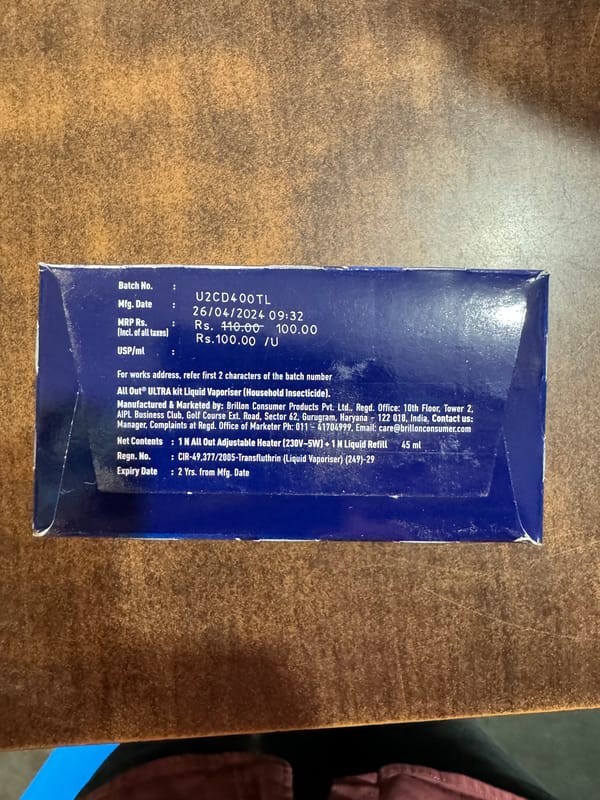 Batch No. : U2CD400TL
Mfg. Date : 26/04/2024 09:32
MRP Rs. : Rs. 110.00 100.00
(Incl. of all taxes)
USP/ml : Rs.100.00 /U
For works address, refer first 2 characters of the batch number
All Out® ULTRA kit Liquid Vaporiser (Household Insecticide).
Manufactured & Marketed by: Brillon Consumer Products Pvt. Ltd., Regd. Office: 10th Floor, Tower 2,
AIPL Business Club, Golf Course Ext. Road, Sector 62, Gurugram, Haryana - 122 018, India, Contact us:
Manager, Complaints at Regd. Office of Marketer Ph: 011 - 41704999, Email: care@brillonconsumer.com
Net Contents : 1 N All Out Adjustable Heater (230V~5W) + 1 N Liquid Refill 45 ml
Regn. No. : CIR-49,377/2005-Transfluthrin (Liquid Vaporiser) (249)-29
Expiry Date : 2 Yrs. from Mfg. Date